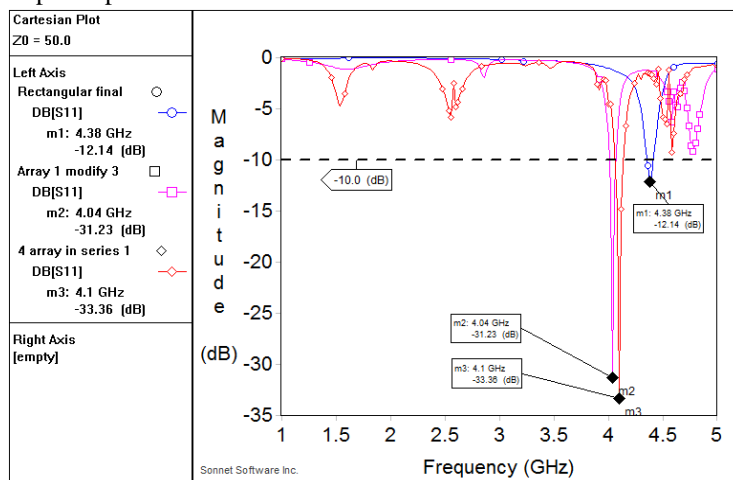 Cartesian Plot
Z0 = 50.0
Left Axis
Rectangular final
DB[S11]
m1: 4.38 GHz
-12.14 (dB)
Array 1 modify 3
DB[S11]
m2: 4.04 GHz
-31.23 (dB)
4 array in series 1
DB[S11]
m3: 4.1 GHz
-33.36 (dB)
Right Axis
[empty]
Magnitude
(dB)
0
-5
-10
-15
-20
-25
-30
-35
-10.0 (dB)
m1
m1: 4.38 GHz
-12.14 (dB)
m2: 4.04 GHz
-31.23 (dB)
m3: 4.1 GHz
-33.36 (dB)
m2
m3
1
1.5
2
2.5
3
3.5
4
4.5
5
Sonnet Software Inc.
Frequency (GHz)